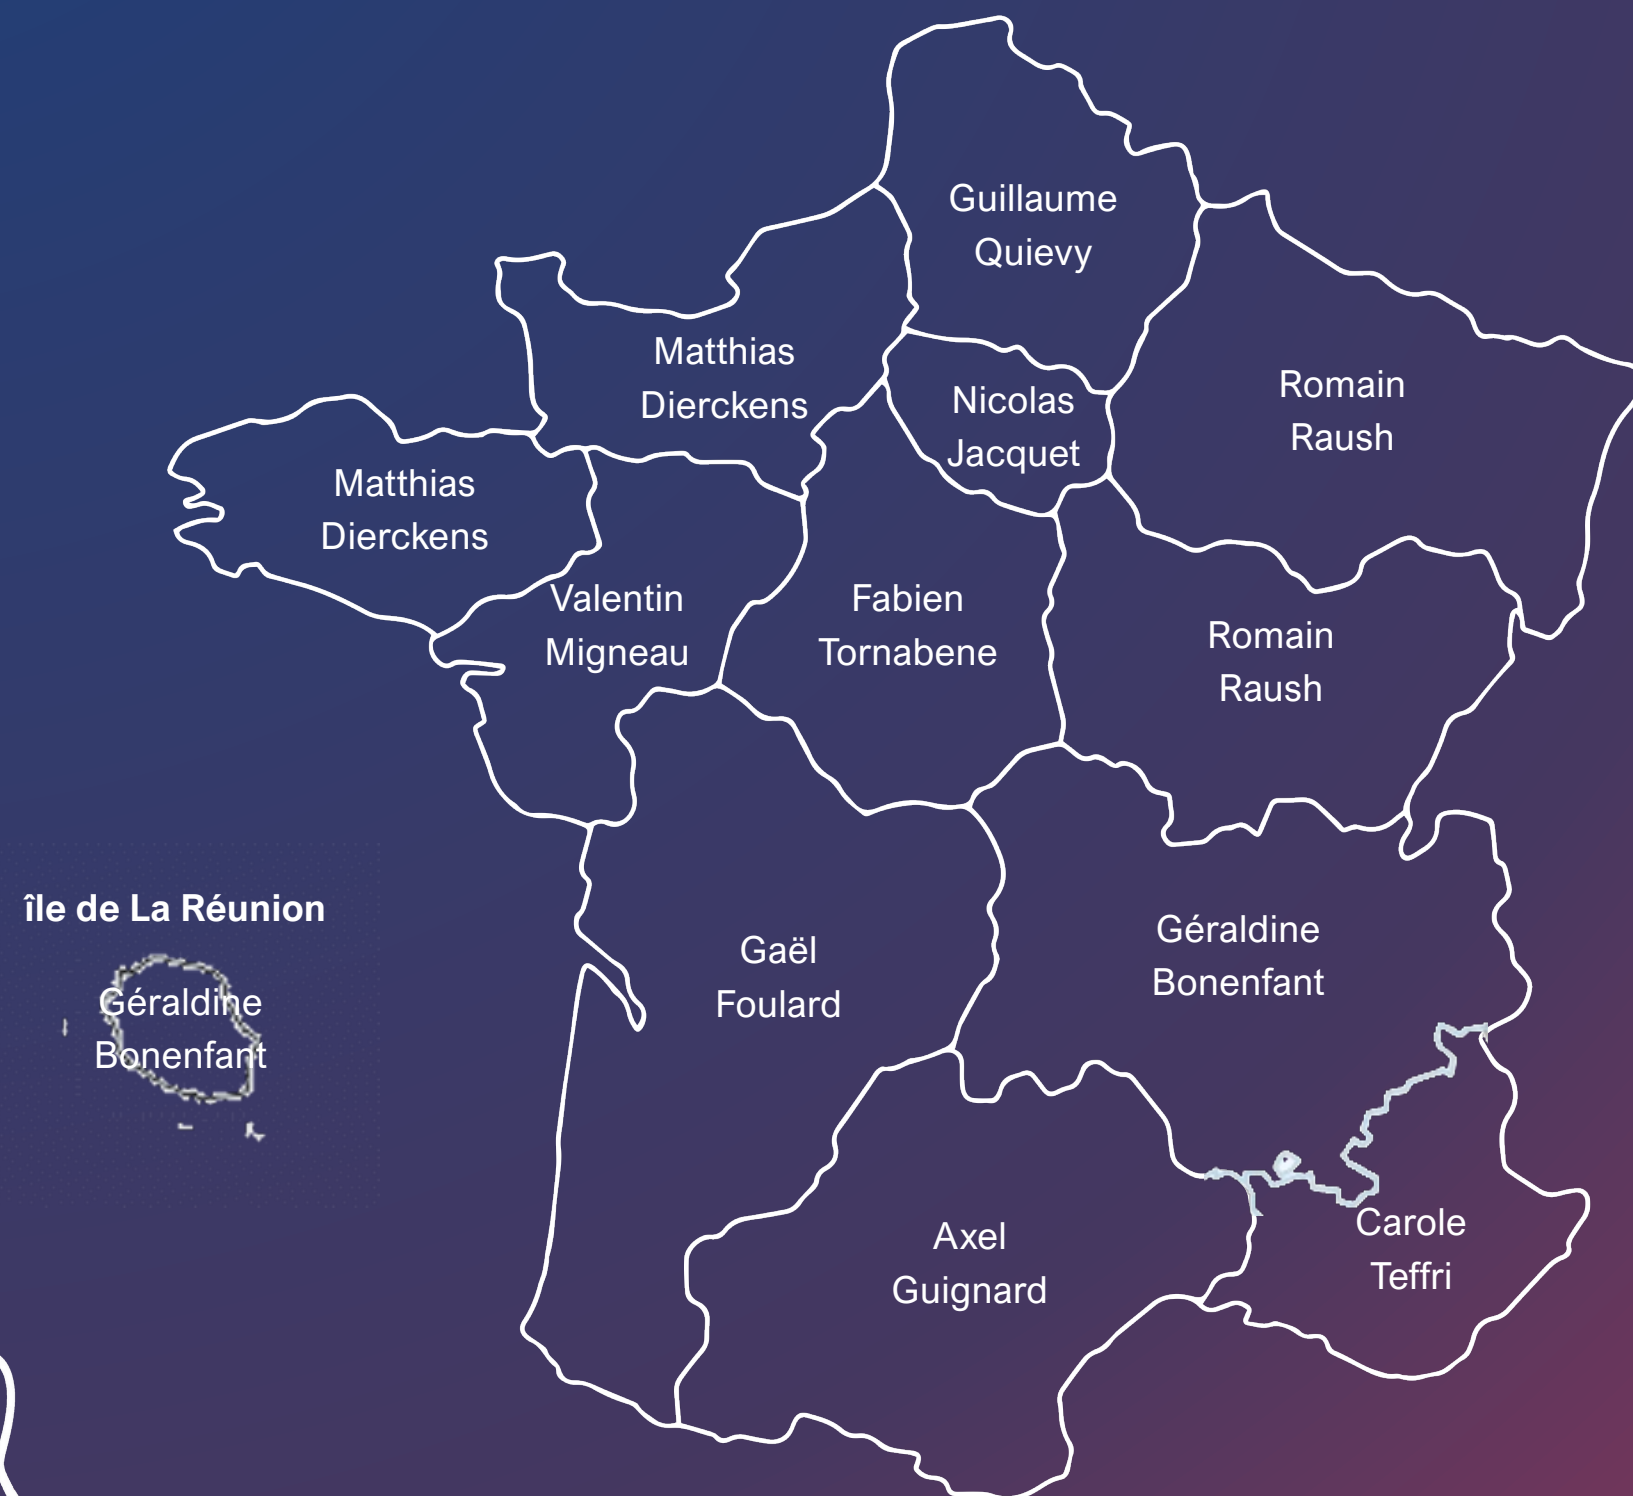 Guillaume
Quievy
Matthias
Dierckens
Nicolas
Jacquet
Romain
Raush
Matthias
Dierckens
Valentin
Migneau
Fabien
Tornabene
Romain
Raush
île de La Réunion
Géraldine
Bonenfant
Gaël
Foulard
Géraldine
Bonenfant
Axel
Guignard
Carole
Teffri